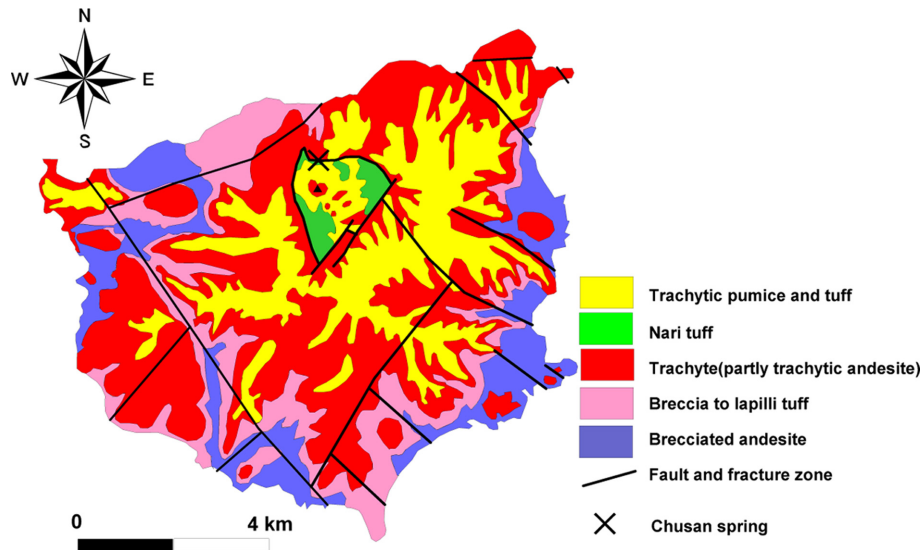 N
W E
S
Trachytic pumice and tuff
Nari tuff
Trachyte(partly trachytic andesite)
Breccia to lapilli tuff
Brecciated andesite
Fault and fracture zone
Chusan spring
0 4 km